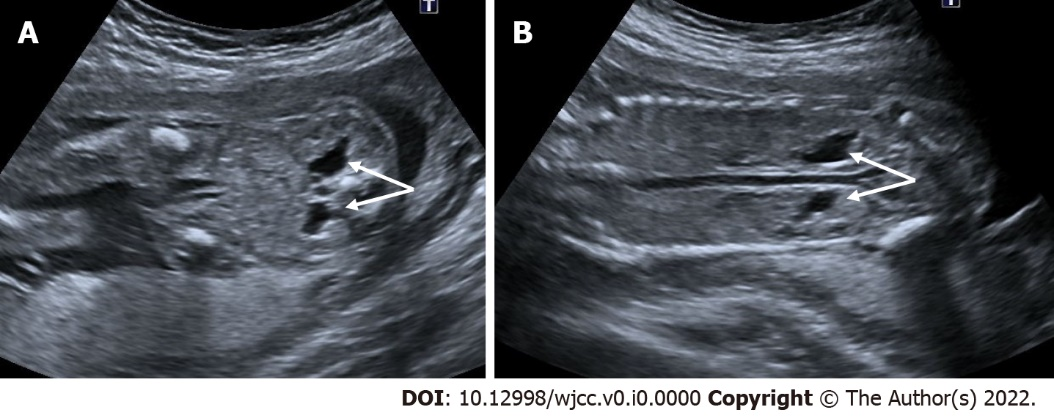 A
T
B
T
DOI: 10.12998/wjcc.v0.i0.0000 Copyright © The Author(s) 2022.